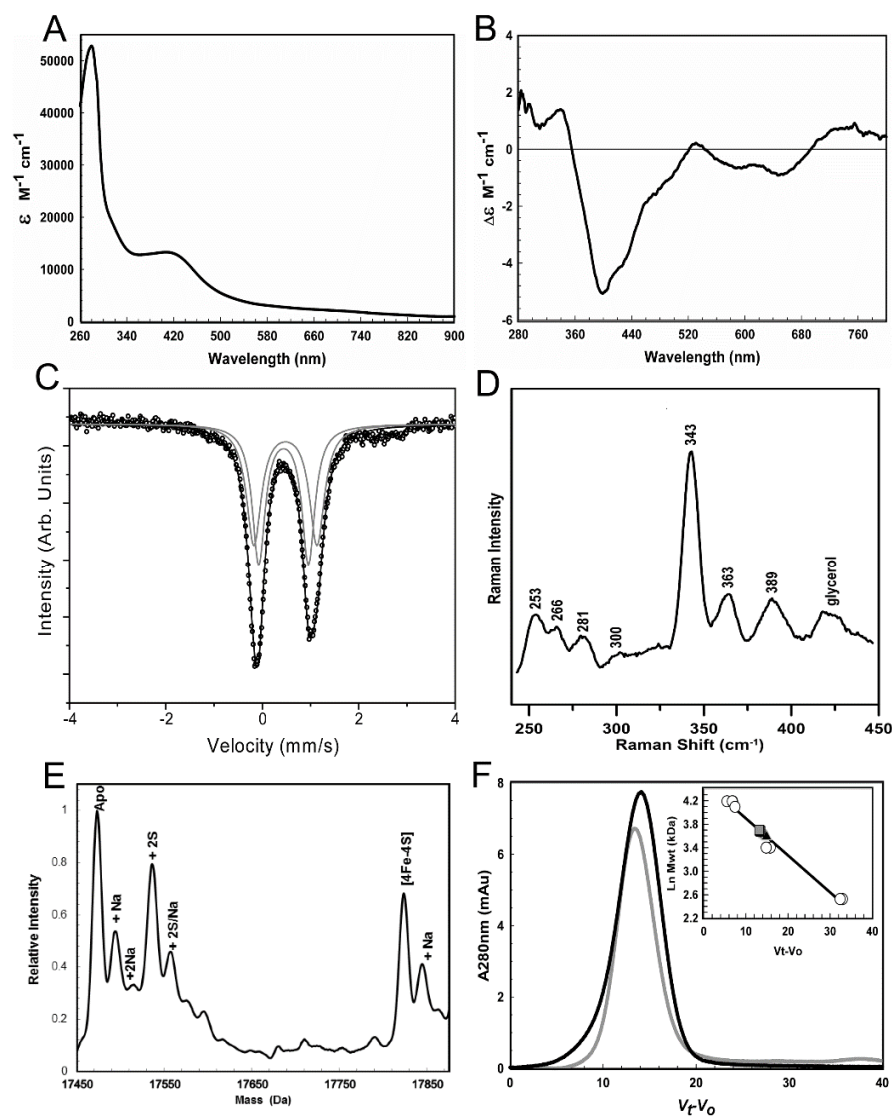 A
50000
40000
30000
20000
10000
0
ε M-1 cm-1
260 340 420 500 580 660 740 820 900
Wavelength (nm)
B
4
2
0
-2
-4
-6
Δε M-1 cm-1
280 360 440 520 600 680 760
Wavelength (nm)
C
Intensity (Arb. Units)
-4 -2 0 2 4
Velocity (mm/s)
D
Raman Intensity
253
266
281
300
343
363
389
glycerol
250 300 350 400 450
Raman Shift (cm-1)
E
1
0.8
0.6
0.4
0.2
0
Relative Intensity
Apo
+ Na
+2Na
+ 2S
+ 2S/Na
[4Fe-4S]
+ Na
17450 17550 17650 17750 17850
Mass (Da)
F
8
6
4
2
0
A280nm (mAu)
0 10 20 30 40
Vt-Vo
4.2
3.8
3.4
3.0
2.6
2.2
Ln Mwt (kDa)
0 10 20 30 40
Vt-Vo